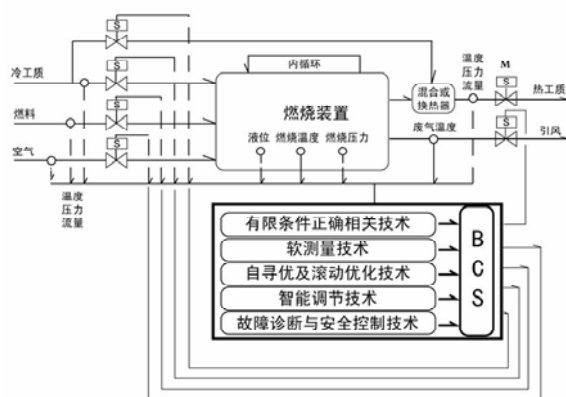 S
S
S
S
S
M
内循环
冷工质
燃料
空气
燃烧装置
液位 燃烧温度 燃烧压力
混合或
换热器
温度
压力
流量
热工质
废气温度
引风
温度
压力
流量
有限条件正确相关技术
软测量技术
自寻优及滚动优化技术
智能调节技术
故障诊断与安全控制技术
B
C
S